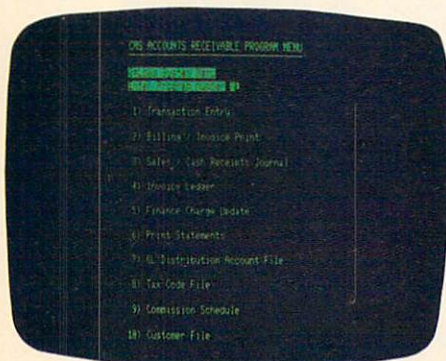 CMS ACCOUNTS RECEIVABLE PROGRAM MENU
1) Transaction Entry
2) Billing / Invoice Print
3) Sales / Cash Receipts Journal
4) Invoice Ledger
5) Finance Charge Update
6) Print Statements
7) GL Distribution Account File
8) Tax Code File
9) Commission Schedule
10) Customer File